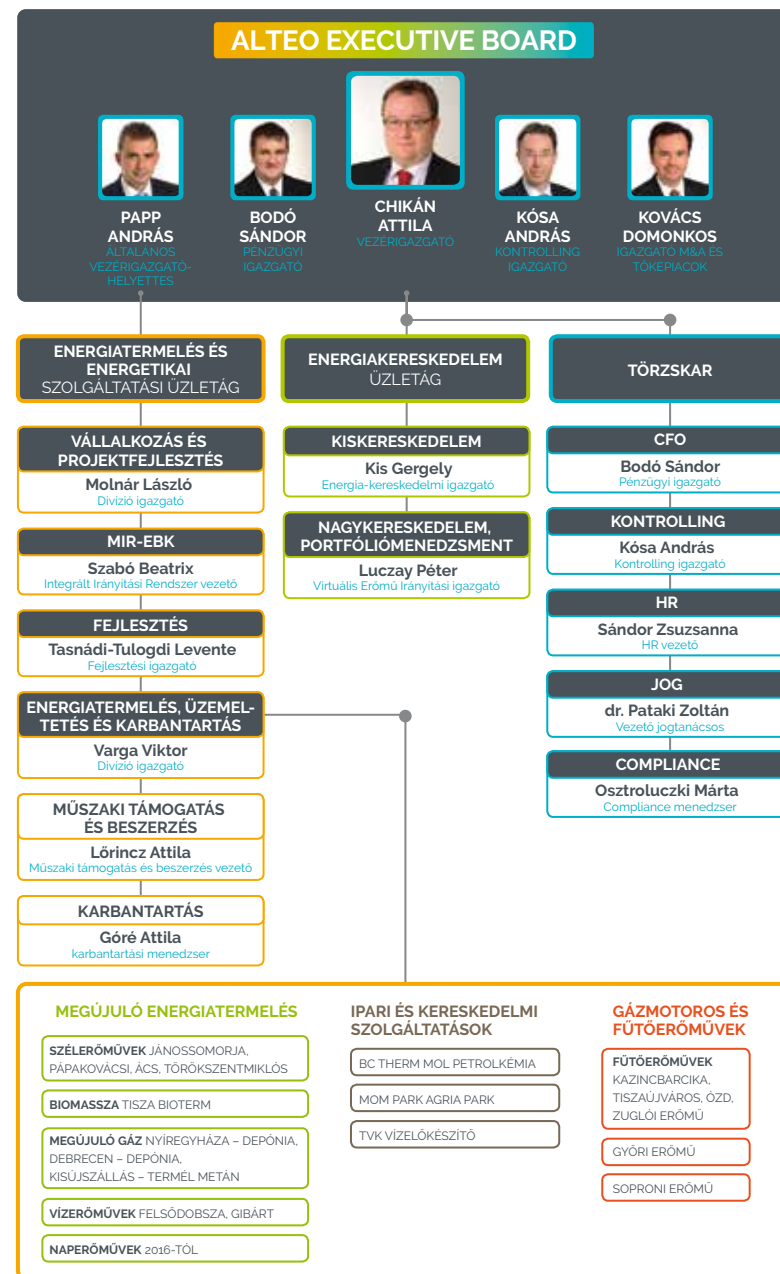 ALTEO EXECUTIVE BOARD
PAPP
ANDRÁS
ÁLTALÁNOS
VEZÉRIGAZGATÓ-
HELYETTES
BODÓ
SÁNDOR
PÉNZÜGYI
IGAZGATÓ
CHIKÁN
ATTILA
VEZÉRIGAZGATÓ
KÓSA
ANDRÁS
KONTROLLING
IGAZGATÓ
KOVÁCS
DOMONKOS
IGAZGATÓ M&A ÉS
TŐKEPIACOK
ENERGIATERMELÉS ÉS
ENERGETIKAI
SZOLGÁLTATÁSI ÜZLETÁG
VÁLLALKOZÁS ÉS
PROJEKTFEJLESZTÉS
Molnár László
Divízió igazgató
MIR-EBK
Szabó Beatrix
Integrált Irányítási Rendszer vezető
FEJLESZTÉS
Tasnádi-Tulogdi Levente
Fejlesztési igazgató
ENERGIATERMELÉS, ÜZEMEL-
TETÉS ÉS KARBANTARTÁS
Varga Viktor
Divízió igazgató
MŰSZAKI TÁMOGATÁS
ÉS BESZERZÉS
Lőrincz Attila
Műszaki támogatás és beszerzés vezető
KARBANTARTÁS
Góré Attila
karbantartási menedzser
ENERGIAKERESKEDELEM
ÜZLETÁG
KISKERESKEDELEM
Kis Gergely
Energia-kereskedelmi igazgató
NAGYKERESKEDELEM,
PORTFÓLIÓMENEDZSMENT
Luczay Péter
Virtuális Erőmű Irányítási igazgató
TÖRZSKAR
CFO
Bodó Sándor
Pénzügyi igazgató
KONTROLLING
Kósa András
Kontrolling igazgató
HR
Sándor Zsuzsanna
HR vezető
JOG
dr. Pataki Zoltán
Vezető jogtanácsos
COMPLIANCE
Osztroluczki Márta
Compliance menedzser
MEGÚJULÓ ENERGIATERMELÉS
SZÉLERŐMŰVEK JÁNOSSOMORJA,
PÁPAKOVÁCSI, ÁCS, TÖRÖKSZENTMIKLÓS
BIOMASSZA TISZA BIOTERM
MEGÚJULÓ GÁZ NYÍREGYHÁZA – DEPÓNIA,
DEBRECEN – DEPÓNIA,
KISÚJSZÁLLÁS – TERMÉL METÁN
VÍZERŐMŰVEK FELSŐDOBSZA, GIBÁRT
NAPERŐMŰVEK 2016-TÓL
IPARI ÉS KERESKEDELMI
SZOLGÁLTATÁSOK
BC THERM MOL PETROLKÉMIA
MOM PARK AGRIA PARK
TVK VÍZELŐKÉSZÍTŐ
GÁZMOTOROS ÉS
FŰTŐERŐMŰVEK
FŰTŐERŐMŰVEK
KAZINCBARCIKA,
TISZAÚJVÁROS, ÓZD,
ZUGLÓI ERŐMŰ
GYŐRI ERŐMŰ
SOPRONI ERŐMŰ